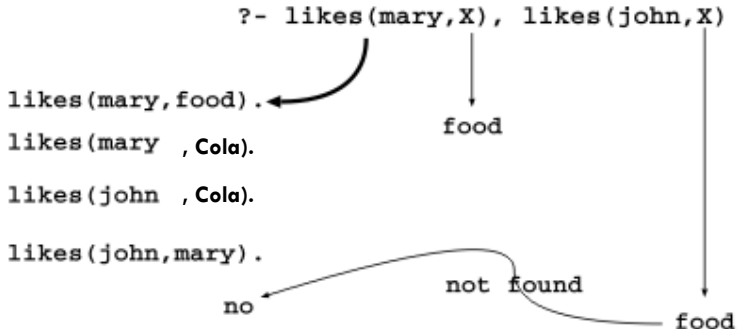 ?- likes(mary,X), likes(john,X)
likes(mary,food).
food
likes(mary , Cola).
likes(john , Cola).
likes(john,mary).
not found
no
food